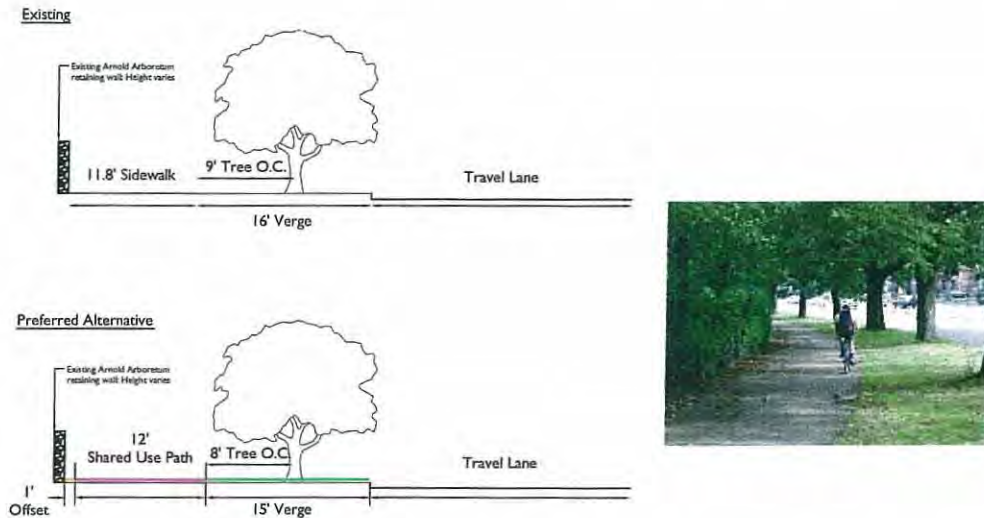 Existing
Existing Arnold Arboretum
retaining wall: Height varies
11.8' Sidewalk
9' Tree O.C.
Travel Lane
16' Verge
Preferred Alternative
Existing Arnold Arboretum
retaining wall: Height varies
12'
Shared Use Path
8' Tree O.C.
Travel Lane
1'
Offset
15' Verge